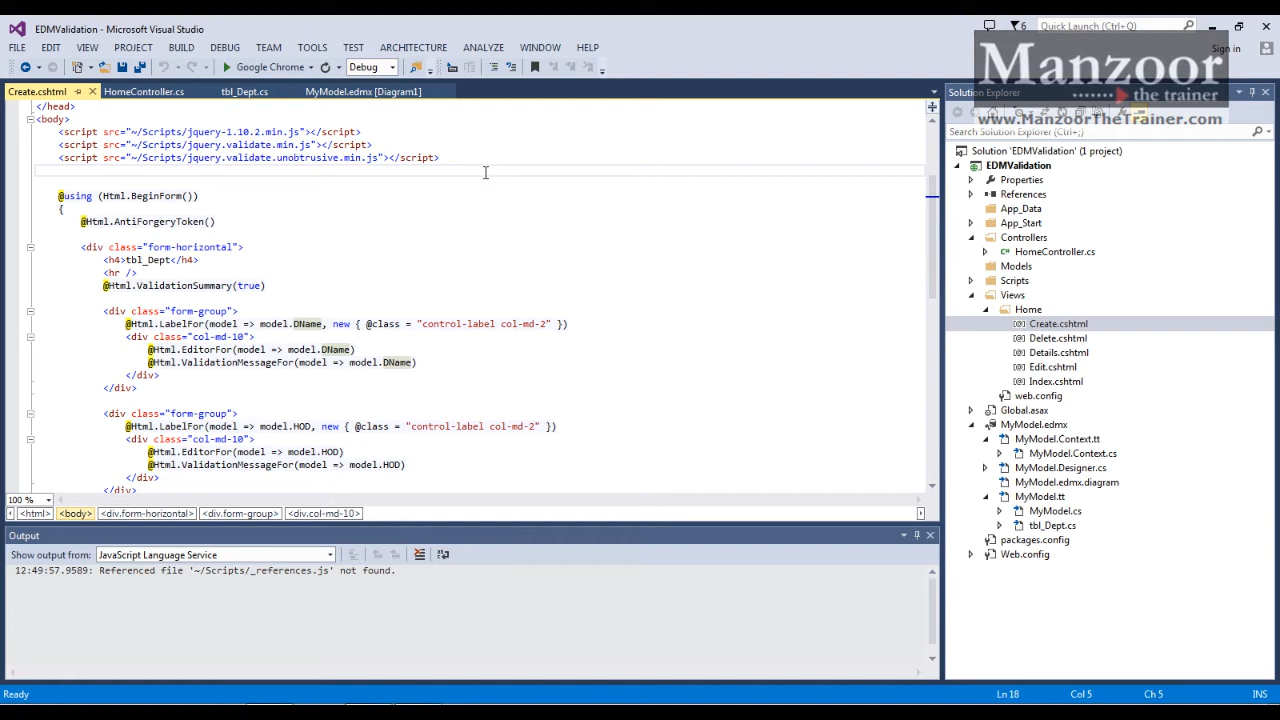 EDMValidation - Microsoft Visual Studio
6
Quick Launch (Ctrl+Q)
FILE EDIT VIEW PROJECT BUILD DEBUG TEAM TOOLS TEST ARCHITECTURE ANALYZE WINDOW HELP
Sign in
Manzoor
the trainer
www.ManzoorTheTrainer.com
Google Chrome Debug
Create.cshtml HomeController.cs tbl_Dept.cs MyModel.edmx [Diagram1]
</head>
<body>
<script src="~/Scripts/jquery-1.10.2.min.js"></script>
<script src="~/Scripts/jquery.validate.min.js"></script>
<script src="~/Scripts/jquery.validate.unobtrusive.min.js"></script>
@using (Html.BeginForm())
{
@Html.AntiForgeryToken()
<div class="form-horizontal">
<h4>tbl_Dept</h4>
<hr />
@Html.ValidationSummary(true)
<div class="form-group">
@Html.LabelFor(model => model.DName, new { @class = "control-label col-md-2" })
<div class="col-md-10">
@Html.EditorFor(model => model.DName)
@Html.ValidationMessageFor(model => model.DName)
</div>
</div>
<div class="form-group">
@Html.LabelFor(model => model.HOD, new { @class = "control-label col-md-2" })
<div class="col-md-10">
@Html.EditorFor(model => model.HOD)
@Html.ValidationMessageFor(model => model.HOD)
</div>
</div>
100 %
<html> <body> <div.form-horizontal> <div.form-group> <div.col-md-10>
Output
Show output from: JavaScript Language Service
12:49:57.9589: Referenced file '~/Scripts/_references.js' not found.
Solution Explorer
Search Solution Explorer (Ctrl+;)
Solution 'EDMValidation' (1 project)
EDMValidation
Properties
References
App_Data
App_Start
Controllers
HomeController.cs
Models
Scripts
Views
Home
Create.cshtml
Delete.cshtml
Details.cshtml
Edit.cshtml
Index.cshtml
web.config
Global.asax
MyModel.edmx
MyModel.Context.tt
MyModel.Context.cs
MyModel.Designer.cs
MyModel.edmx.diagram
MyModel.tt
MyModel.cs
tbl_Dept.cs
packages.config
Web.config
Ready Ln 18 Col 5 Ch 5 INS